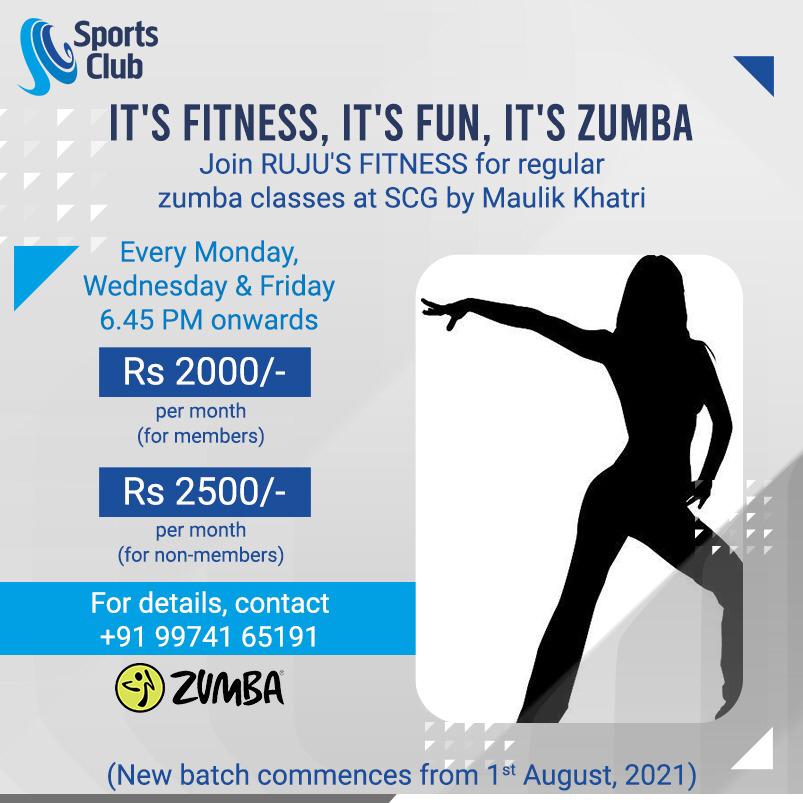 Sports
Club
IT'S FITNESS, IT'S FUN, IT'S ZUMBA
Join RUJU'S FITNESS for regular
zumba classes at SCG by Maulik Khatri
Every Monday,
Wednesday & Friday
6.45 PM onwards
Rs 2000/-
per month
(for members)
Rs 2500/-
per month
(for non-members)
For details, contact
+91 99741 65191
ZUMBA®
(New batch commences from 1st August, 2021)